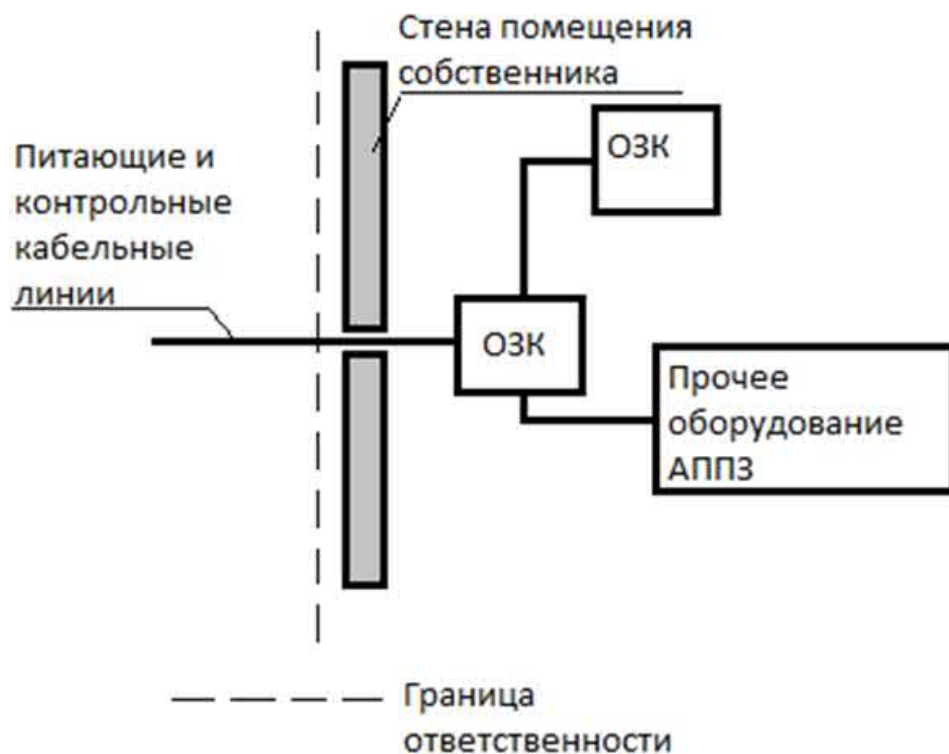 Стена помещения
собственника
ОЗК
Питающие и
контрольные
кабельные
линии
ОЗК
Прочее
оборудование
АППЗ
Граница
ответственности